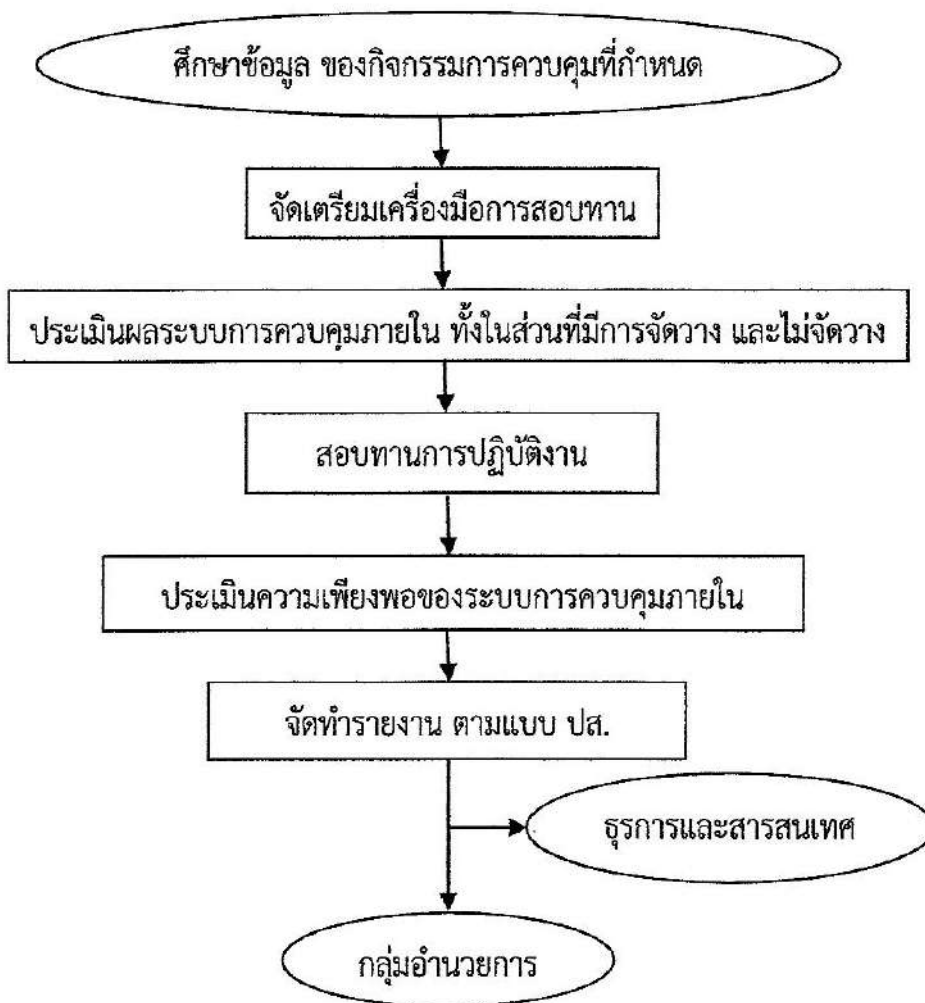 ศึกษาข้อมูล ของกิจกรรมการควบคุมที่กำหนด
จัดเตรียมเครื่องมือการสอบทาน
ประเมินผลระบบการควบคุมภายใน ทั้งในส่วนที่มีการจัดวาง และไม่จัดวาง
สอบทานการปฏิบัติงาน
ประเมินความเพียงพอของระบบการควบคุมภายใน
จัดทำรายงาน ตามแบบ ปส.
ธุรการและสารสนเทศ
กลุ่มอำนวยการ